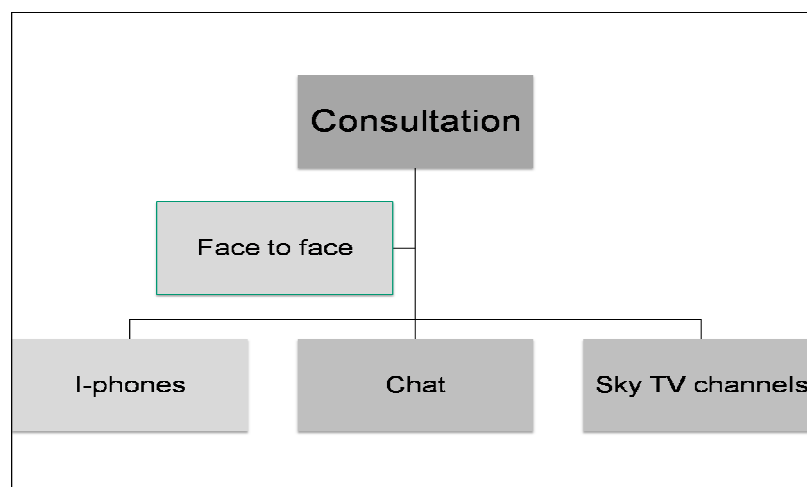 Consultation
Face to face
I-phones
Chat
Sky TV channels